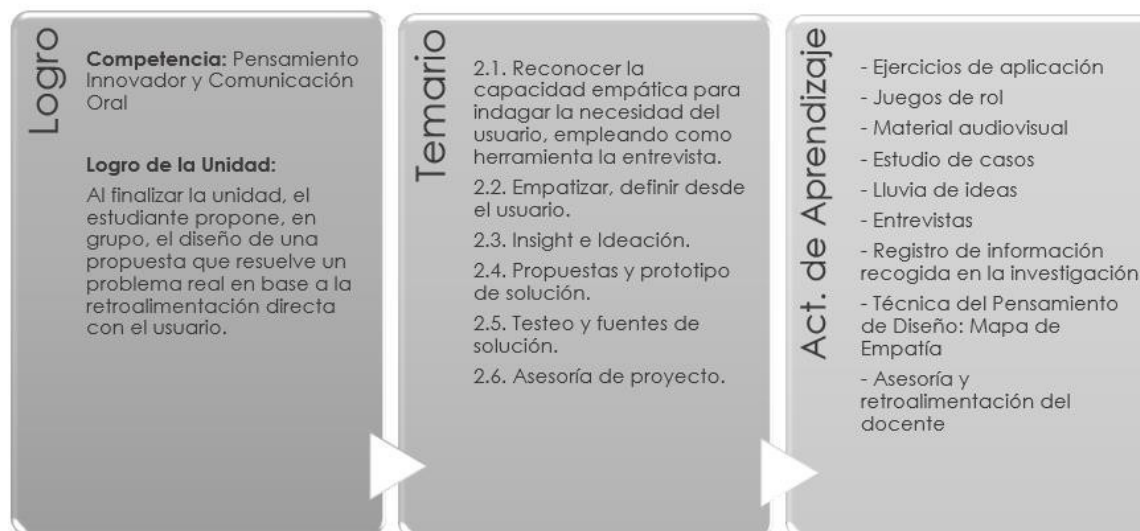 Logro
Competencia: Pensamiento
Innovador y Comunicación
Oral
Logro de la Unidad:
Al finalizar la unidad, el
estudiante propone, en
grupo, el diseño de una
propuesta que resuelve un
problema real en base a la
retroalimentación directa
con el usuario.
Temario
2.1. Reconocer la
capacidad empática para
indagar la necesidad del
usuario, empleando como
herramienta la entrevista.
2.2. Empatizar, definir desde
el usuario.
2.3. Insight e Ideación.
2.4. Propuestas y prototipo
de solución.
2.5. Testeo y fuentes de
solución.
2.6. Asesoría de proyecto.
Act. de Aprendizaje
- Ejercicios de aplicación
- Juegos de rol
- Material audiovisual
- Estudio de casos
- Lluvia de ideas
- Entrevistas
- Registro de información
recogida en la investigación
- Técnica del Pensamiento
de Diseño: Mapa de
Empatía
- Asesoría y
retroalimentación del
docente